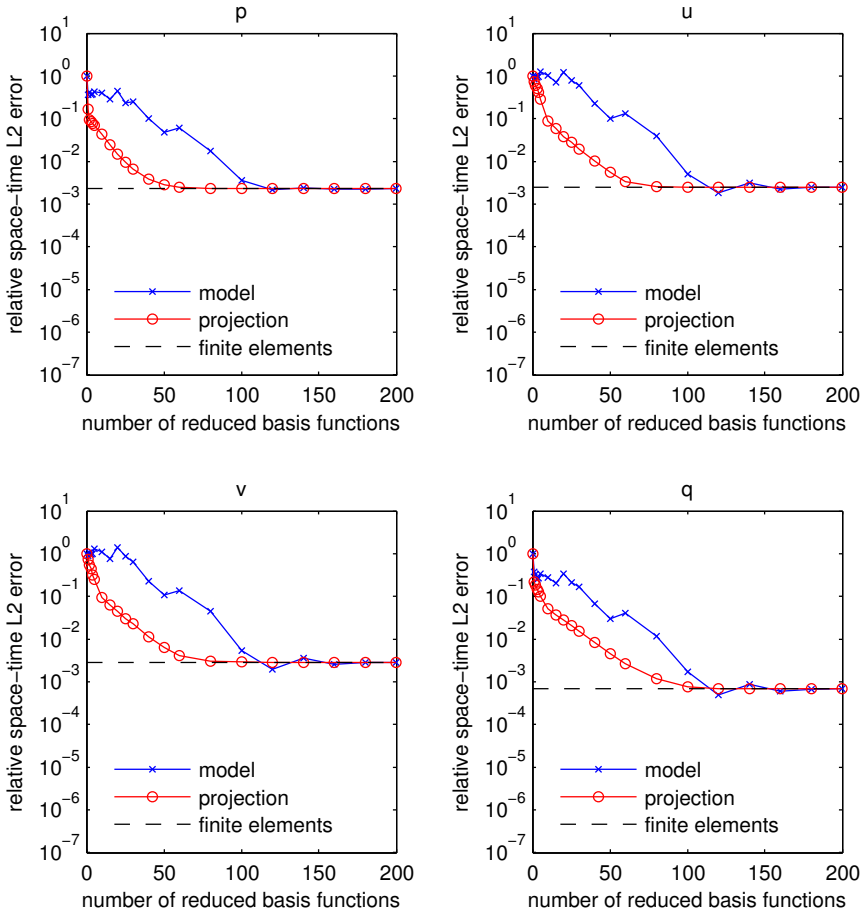 p
10^1
10^0
10^−1
10^−2
10^−3
10^−4
10^−5
10^−6
10^−7
relative space−time L2 error
model
projection
finite elements
0 50 100 150 200
number of reduced basis functions
u
10^1
10^0
10^−1
10^−2
10^−3
10^−4
10^−5
10^−6
10^−7
relative space−time L2 error
model
projection
finite elements
0 50 100 150 200
number of reduced basis functions
v
10^1
10^0
10^−1
10^−2
10^−3
10^−4
10^−5
10^−6
10^−7
relative space−time L2 error
model
projection
finite elements
0 50 100 150 200
number of reduced basis functions
q
10^1
10^0
10^−1
10^−2
10^−3
10^−4
10^−5
10^−6
10^−7
relative space−time L2 error
model
projection
finite elements
0 50 100 150 200
number of reduced basis functions